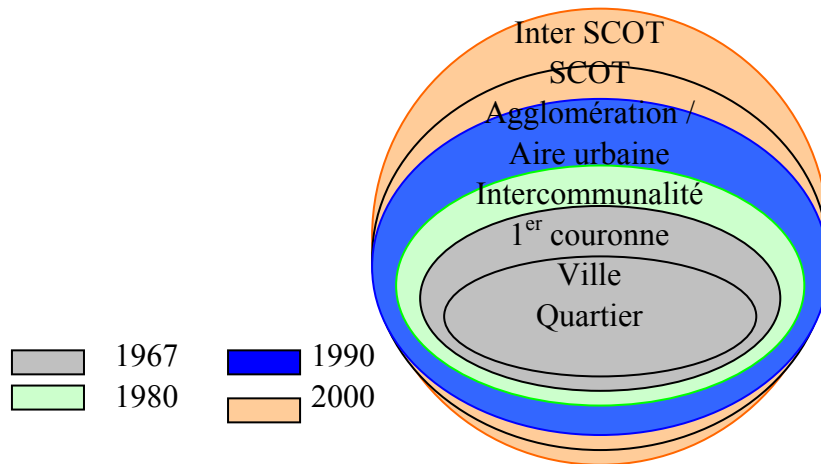 Inter SCOT
SCOT
Agglomération /
Aire urbaine
Intercommunalité
1er couronne
Ville
Quartier
1967
1990
1980
2000